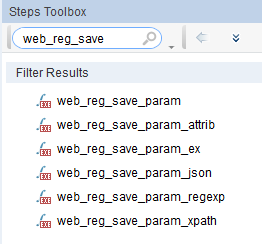 Steps Toolbox
web_reg_save
Filter Results
web_reg_save_param
web_reg_save_param_attrib
web_reg_save_param_ex
web_reg_save_param_json
web_reg_save_param_regexp
web_reg_save_param_xpath